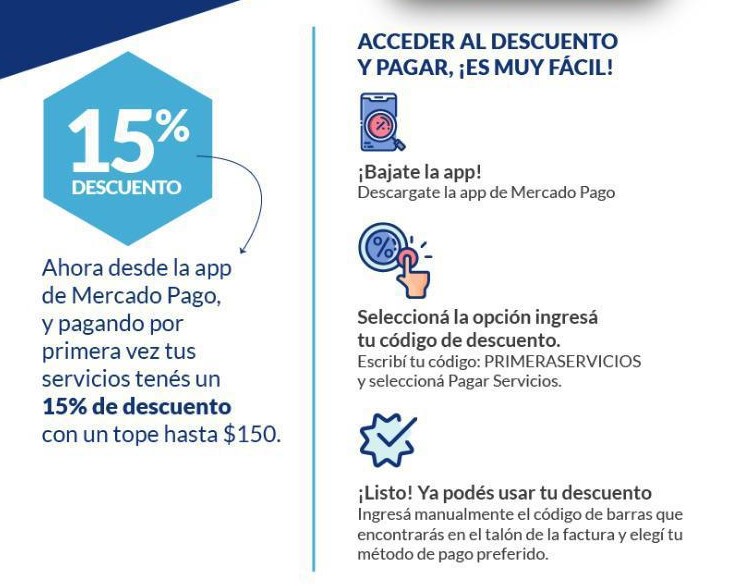 15%
DESCUENTO
Ahora desde la app
de Mercado Pago,
y pagando por
primera vez tus
servicios tenés un
15% de descuento
con un tope hasta $150.
ACCEDER AL DESCUENTO
Y PAGAR, ¡ES MUY FÁCIL!
¡Bajate la app!
Descargate la app de Mercado Pago
Seleccioná la opción ingresá
tu código de descuento.
Escribí tu código: PRIMERASERVICIOS
y seleccioná Pagar Servicios.
¡Listo! Ya podés usar tu descuento
Ingresá manualmente el código de barras que
encontrarás en el talón de la factura y elegí tu
método de pago preferido.